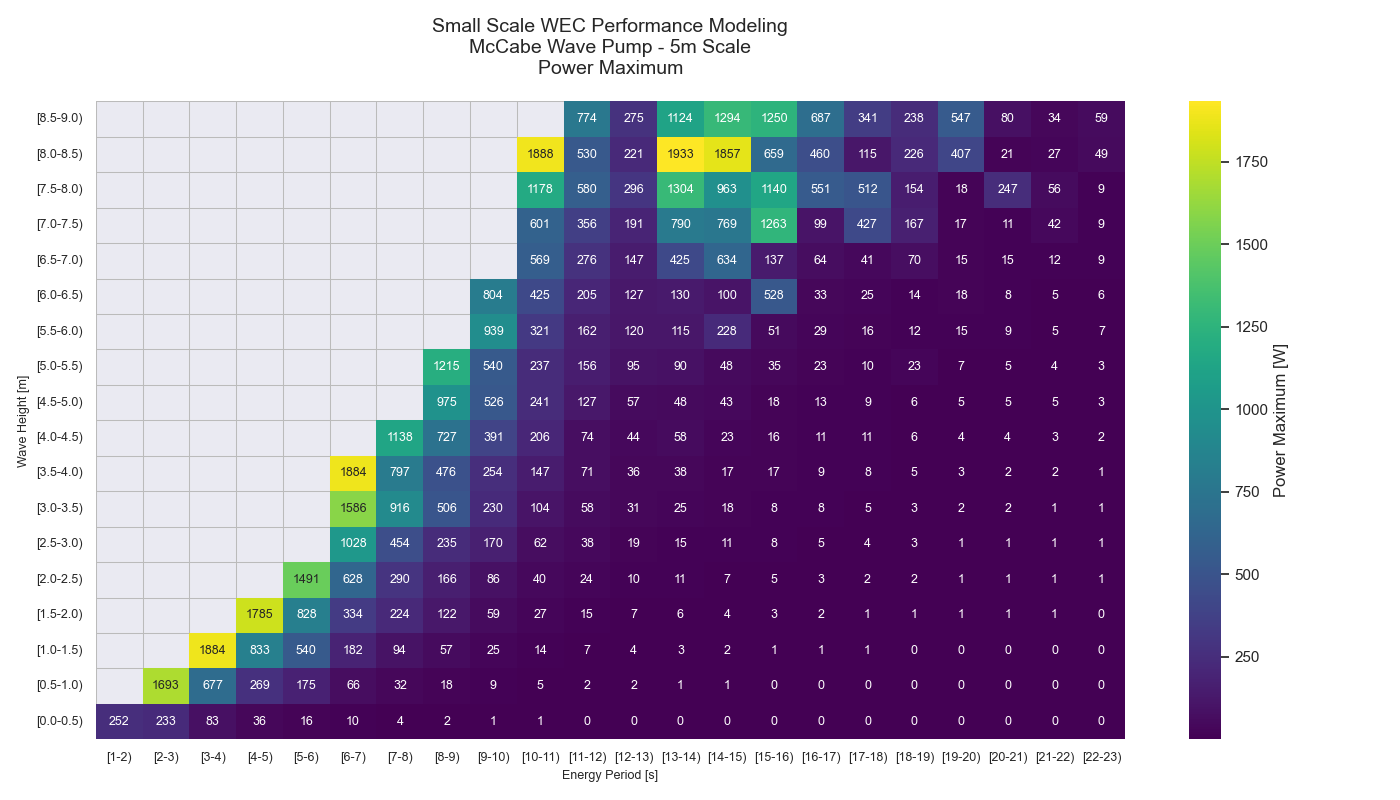 Small Scale WEC Performance Modeling
McCabe Wave Pump - 5m Scale
Power Maximum
[8.5-9.0) 774 275 1124 1294 1250 687 341 238 547 80 34 59
[8.0-8.5) 1888 530 221 1933 1857 659 460 115 226 407 21 27 49
[7.5-8.0) 1178 580 296 1304 963 1140 551 512 154 18 247 56 9
[7.0-7.5) 601 356 191 790 769 1263 99 427 167 17 11 42 9
[6.5-7.0) 569 276 147 425 634 137 64 41 70 15 15 12 9
[6.0-6.5) 804 425 205 127 130 100 528 33 25 14 18 8 5 6
[5.5-6.0) 939 321 162 120 115 228 51 29 16 12 15 9 5 7
[5.0-5.5) 1215 540 237 156 95 90 48 35 23 10 23 7 5 4 3
[4.5-5.0) 975 526 241 127 57 48 43 18 13 9 6 5 5 5 3
[4.0-4.5) 1138 727 391 206 74 44 58 23 16 11 11 6 4 4 3 2
[3.5-4.0) 1884 797 476 254 147 71 36 38 17 17 9 8 5 3 2 2 1
[3.0-3.5) 1586 916 506 230 104 58 31 25 18 8 8 5 3 2 2 1 1
[2.5-3.0) 1028 454 235 170 62 38 19 15 11 8 5 4 3 1 1 1 1
[2.0-2.5) 1491 628 290 166 86 40 24 10 11 7 5 3 2 2 1 1 1 1
[1.5-2.0) 1785 828 334 224 122 59 27 15 7 6 4 3 2 1 1 1 1 1 0
[1.0-1.5) 1884 833 540 182 94 57 25 14 7 4 3 2 1 1 1 0 0 0 0 0
[0.5-1.0) 1693 677 269 175 66 32 18 9 5 2 2 1 1 0 0 0 0 0 0 0 0
[0.0-0.5) 252 233 83 36 16 10 4 2 1 1 0 0 0 0 0 0 0 0 0 0 0 0
[1-2) [2-3) [3-4) [4-5) [5-6) [6-7) [7-8) [8-9) [9-10) [10-11) [11-12) [12-13) [13-14) [14-15) [15-16) [16-17) [17-18) [18-19) [19-20) [20-21) [21-22) [22-23)
Energy Period [s]
Wave Height [m]
1750
1500
1250
1000
750
500
250
Power Maximum [W]